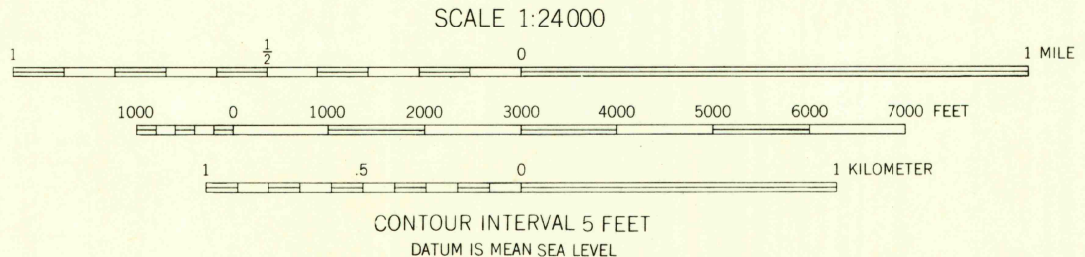 SCALE 1:24000
1 ½ 0 1 MILE
1000 0 1000 2000 3000 4000 5000 6000 7000 FEET
1 .5 0 1 KILOMETER
CONTOUR INTERVAL 5 FEET
DATUM IS MEAN SEA LEVEL